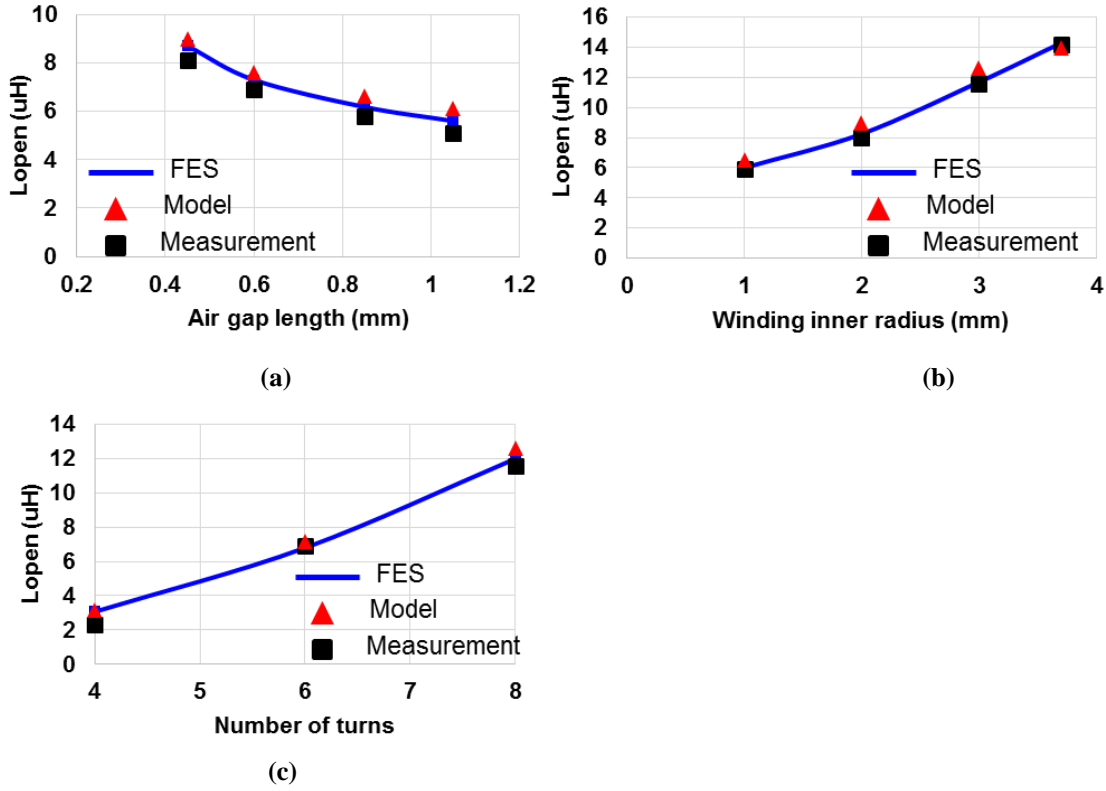 10
8
6
4
2
0
Lopen (uH)
FES
Model
Measurement
0.2 0.4 0.6 0.8 1 1.2
Air gap length (mm)
(a)
16
14
12
10
8
6
4
2
0
Lopen (uH)
FES
Model
Measurement
0 1 2 3 4
Winding inner radius (mm)
(b)
14
12
10
8
6
4
2
0
Lopen (uH)
FES
Model
Measurement
4 5 6 7 8
Number of turns
(c)